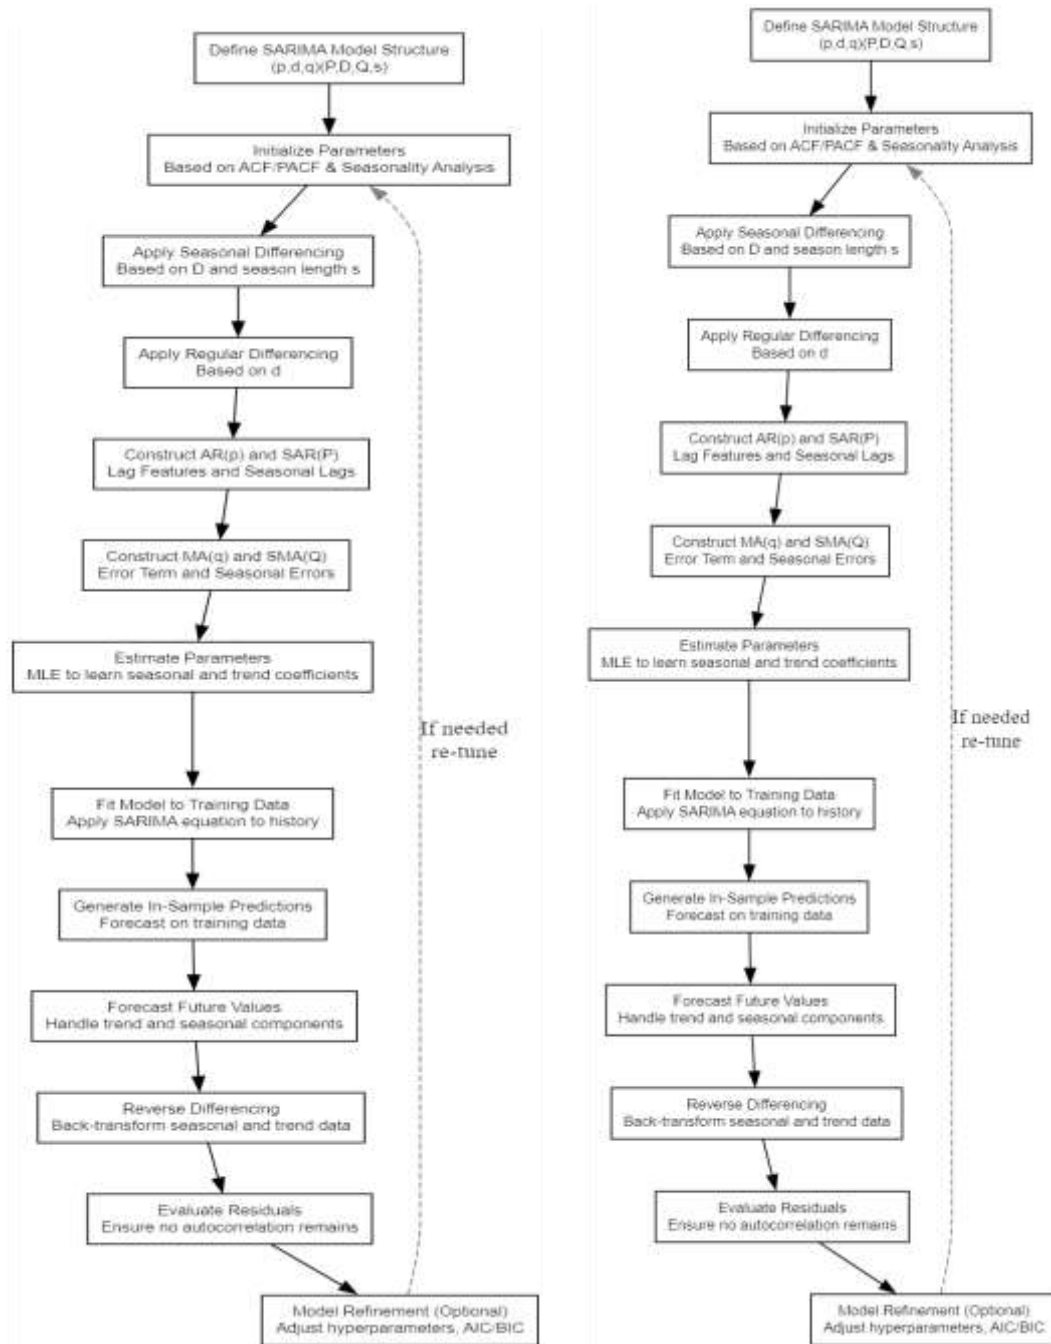 Define SARIMA Model Structure
(p,d,q)(P,D,Q,s)
Initialize Parameters
Based on ACF/PACF & Seasonality Analysis
Apply Seasonal Differencing
Based on D and season length s
Apply Regular Differencing
Based on d
Construct AR(p) and SAR(P)
Lag Features and Seasonal Lags
Construct MA(q) and SMA(Q)
Error Term and Seasonal Errors
Estimate Parameters
MLE to learn seasonal and trend coefficients
If needed
re-tune
Fit Model to Training Data
Apply SARIMA equation to history
Generate In-Sample Predictions
Forecast on training data
Forecast Future Values
Handle trend and seasonal components
Reverse Differencing
Back-transform seasonal and trend data
Evaluate Residuals
Ensure no autocorrelation remains
Model Refinement (Optional)
Adjust hyperparameters, AIC/BIC
Define SARIMA Model Structure
(p,d,q)(P,D,Q,s)
Initialize Parameters
Based on ACF/PACF & Seasonality Analysis
Apply Seasonal Differencing
Based on D and season length s
Apply Regular Differencing
Based on d
Construct AR(p) and SAR(P)
Lag Features and Seasonal Lags
Construct MA(q) and SMA(Q)
Error Term and Seasonal Errors
Estimate Parameters
MLE to learn seasonal and trend coefficients
If needed
re-tune
Fit Model to Training Data
Apply SARIMA equation to history
Generate In-Sample Predictions
Forecast on training data
Forecast Future Values
Handle trend and seasonal components
Reverse Differencing
Back-transform seasonal and trend data
Evaluate Residuals
Ensure no autocorrelation remains
Model Refinement (Optional)
Adjust hyperparameters, AIC/BIC